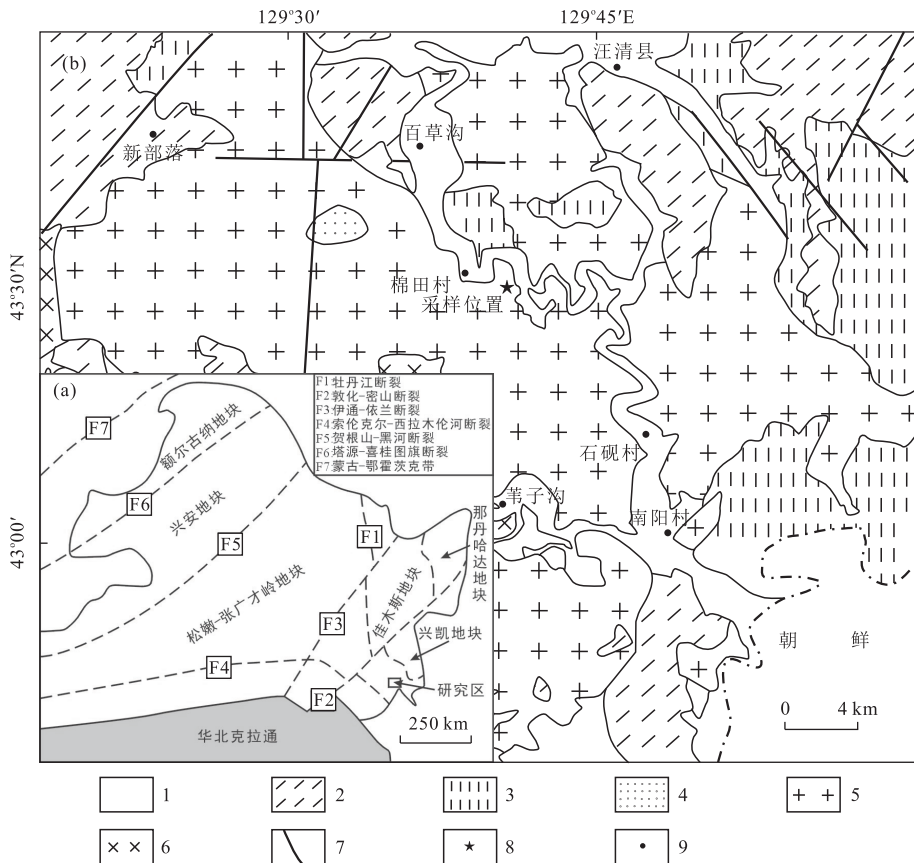 129°30′
129°45′E
(b)
汪清县
百草沟
新部落
43°30′N
棉田村
采样位置
(a)
F1牡丹江断裂
F2敦化-密山断裂
F3伊通-依兰断裂
F4索伦克尔-西拉木伦河断裂
F5贺根山-黑河断裂
F6塔源-喜桂图旗断裂
F7蒙古-鄂霍茨克带
F7
额尔古纳地块
F6
兴安地块
F5
F1
那丹哈达地块
松嫩-张广才岭地块
佳木斯地块
F3
兴凯地块
F4
研究区
F2
250 km
华北克拉通
石砚村
苇子沟
南阳村
43°00′
朝鲜
0 4 km
1 2 3 4 5
6 7 8 9